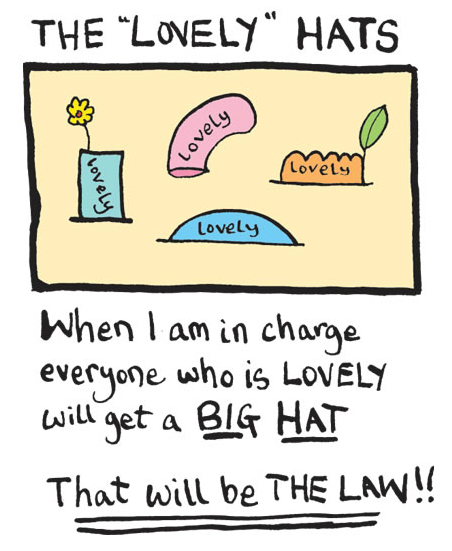 THE "LOVELY" HATS
Lovely
Lovely
LoveLy
LoveLy
When I am in charge
everyone who is LOVELY
will get a BIG HAT
That will be THE LAW!!